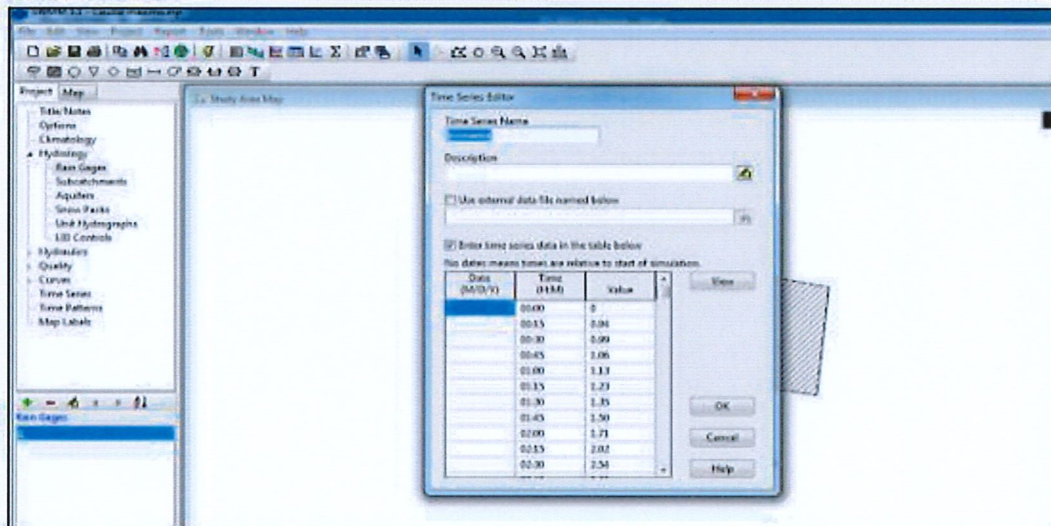 SWMM 5.1 -
File Edit View Project Report Tools Window Help
T
Project Map
Study Area Map
Title/Notes
Options
Climatology
Hydrology
Rain Gages
Subcatchments
Aquifers
Snow Packs
Unit Hydrographs
LID Controls
Hydraulics
Quality
Curves
Time Series
Time Patterns
Map Labels
Rain Gages
Time Series Editor
Time Series Name
Description
Use external data file named below
Enter time series data in the table below
No dates means times are relative to start of simulation.
Date (M/D/Y) Time (H:M) Value
00:00 0
00:15 0.94
00:30 0.99
00:45 1.06
01:00 1.13
01:15 1.23
01:30 1.35
01:45 1.50
02:00 1.71
02:15 2.02
02:30 2.54
View
OK
Cancel
Help